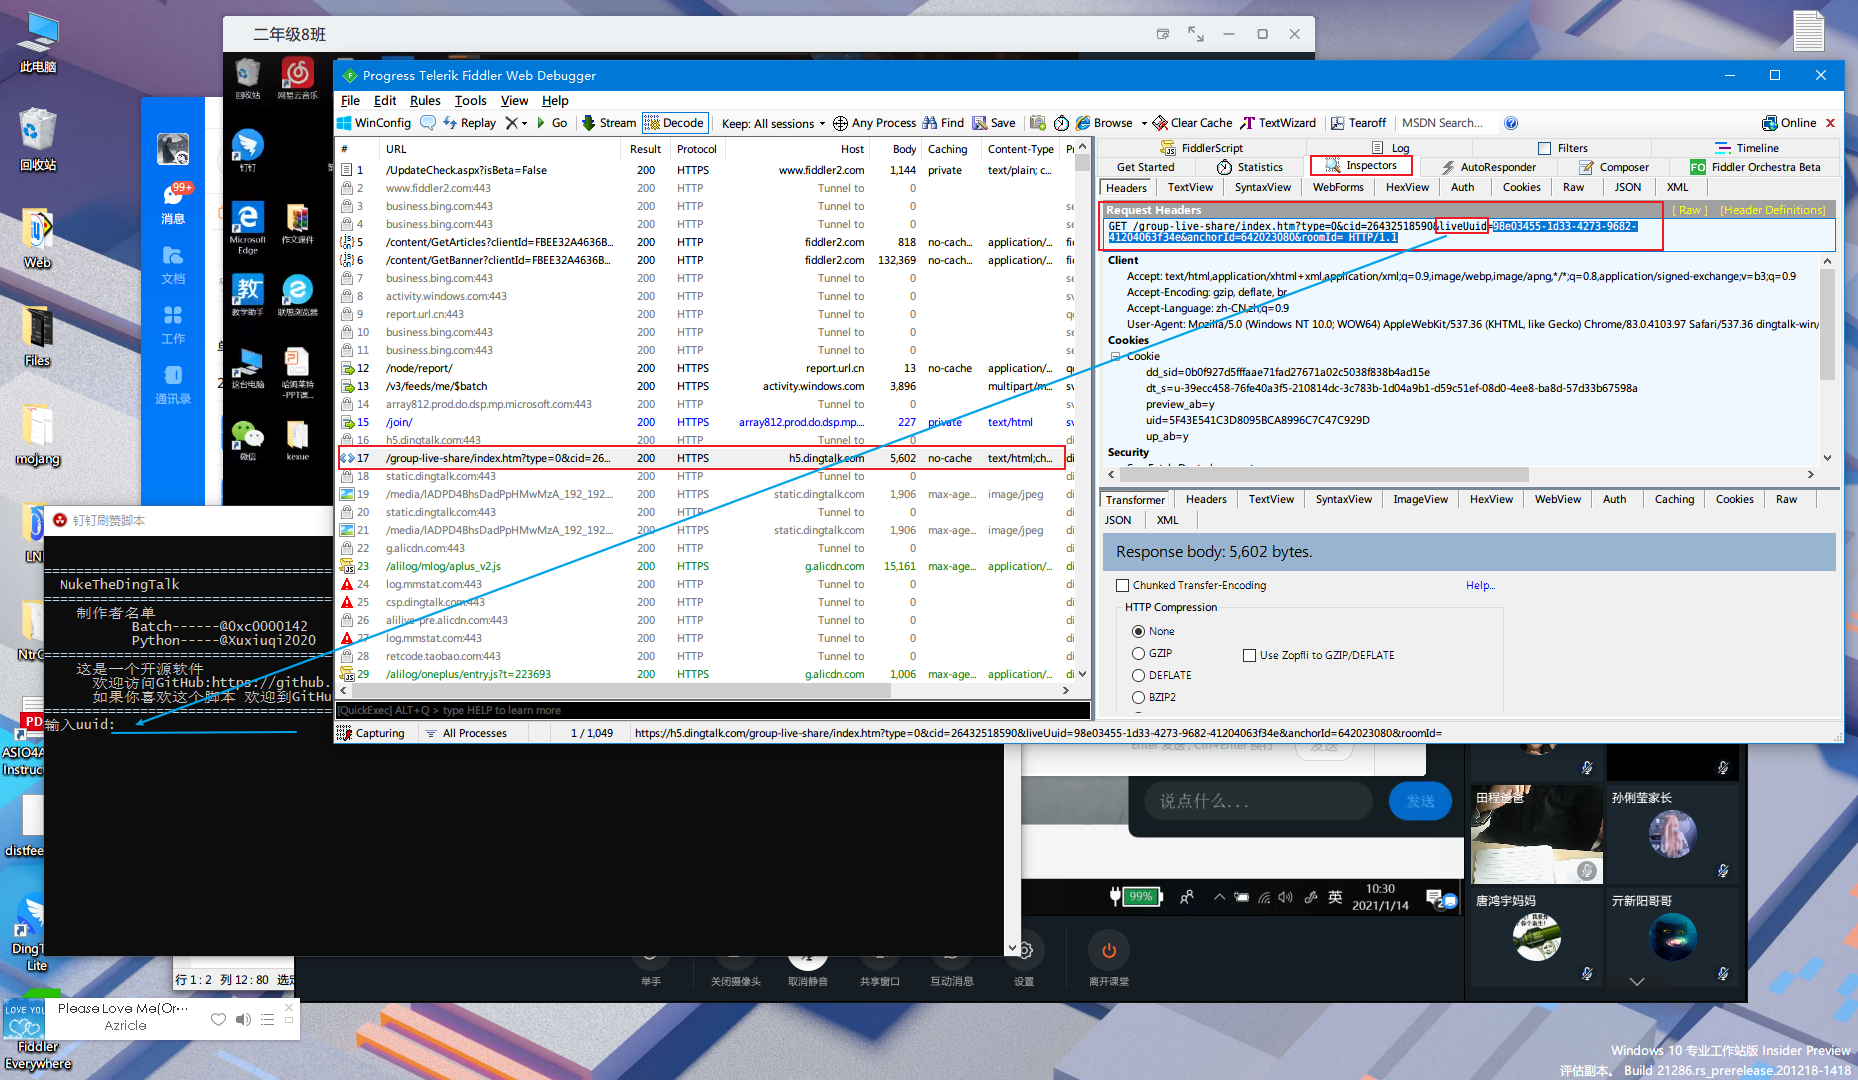 此电脑
回收站
Web
Files
mojang
DingT
Lite
Fiddler
Everywhere
二年级8班
回收站
网易云音乐
钉钉
Microsoft
Edge
作文课件
教学助手
联想浏览器
这台电脑
哈姆莱特
-PPT课...
微信
kexue
99+
消息
文档
工作
通讯录
Progress Telerik Fiddler Web Debugger
File Edit Rules Tools View Help
WinConfig Replay Go Stream Decode Keep: All sessions Any Process Find Save Browse Clear Cache TextWizard Tearoff MSDN Search... Online
# URL Result Protocol Host Body Caching Content-Type
1 /UpdateCheck.aspx?isBeta=False 200 HTTPS www.fiddler2.com 1,144 private text/plain; c...
2 www.fiddler2.com:443 200 HTTP Tunnel to 0
3 business.bing.com:443 200 HTTP Tunnel to 0
4 business.bing.com:443 200 HTTP Tunnel to 0
5 /content/GetArticles?clientId=FBEE32A4636B... 200 HTTPS fiddler2.com 818 no-cac... application/...
6 /content/GetBanner?clientId=FBEE32A4636B... 200 HTTPS fiddler2.com 132,369 no-cac... application/...
7 business.bing.com:443 200 HTTP Tunnel to 0
8 activity.windows.com:443 200 HTTP Tunnel to 0
9 report.url.cn:443 200 HTTP Tunnel to 0
10 business.bing.com:443 200 HTTP Tunnel to 0
11 business.bing.com:443 200 HTTP Tunnel to 0
12 /node/report/ 200 HTTPS report.url.cn 13 no-cache application/...
13 /v3/feeds/me/$batch 200 HTTPS activity.windows.com 3,896 multipart/m...
14 array812.prod.do.dsp.mp.microsoft.com:443 200 HTTP Tunnel to 0
15 /join/ 200 HTTPS array812.prod.do.dsp.mp.... 227 private text/html
16 h5.dingtalk.com:443 200 HTTP Tunnel to 0
17 /group-live-share/index.htm?type=0&cid=26... 200 HTTPS h5.dingtalk.com 5,602 no-cache text/html;ch...
18 static.dingtalk.com:443 200 HTTP Tunnel to 0
19 /media/lADPD4BhsDadPpHMwMzA_192_192.... 200 HTTPS static.dingtalk.com 1,906 max-age... image/jpeg
20 static.dingtalk.com:443 200 HTTP Tunnel to 0
21 /media/lADPD4BhsDadPpHMwMzA_192_192.... 200 HTTPS static.dingtalk.com 1,906 max-age... image/jpeg
22 g.alicdn.com:443 200 HTTP Tunnel to 0
23 /alilog/mlog/aplus_v2.js 200 HTTPS g.alicdn.com 15,161 max-age... application/...
24 log.mmstat.com:443 200 HTTP Tunnel to 0
25 csp.dingtalk.com:443 200 HTTP Tunnel to 0
26 alilive-pre.alicdn.com:443 200 HTTP Tunnel to 0
27 log.mmstat.com:443 200 HTTP Tunnel to 0
28 retcode.taobao.com:443 200 HTTP Tunnel to 0
29 /alilog/oneplus/entry.js?t=223693 200 HTTPS g.alicdn.com 1,006 max-age... application/...
[QuickExec] ALT+Q > type HELP to learn more
Capturing All Processes 1 / 1,049 https://h5.dingtalk.com/group-live-share/index.htm?type=0&cid=26432518590&liveUuid=98e03455-1d33-4273-9682-41204063f34e&anchorId=642023080&roomId=
FiddlerScript Log Filters Timeline
Get Started Statistics Inspectors AutoResponder Composer FO Fiddler Orchestra Beta
Headers TextView SyntaxView WebForms HexView Auth Cookies Raw JSON XML
Request Headers [ Raw ] [Header Definitions]
GET /group-live-share/index.htm?type=0&cid=26432518590&liveUuid=98e03455-1d33-4273-9682-
41204063f34e&anchorId=642023080&roomId= HTTP/1.1
Client
Accept: text/html,application/xhtml+xml,application/xml;q=0.9,image/webp,image/apng,*/*;q=0.8,application/signed-exchange;v=b3;q=0.9
Accept-Encoding: gzip, deflate, br
Accept-Language: zh-CN,zh;q=0.9
User-Agent: Mozilla/5.0 (Windows NT 10.0; WOW64) AppleWebKit/537.36 (KHTML, like Gecko) Chrome/83.0.4103.97 Safari/537.36 dingtalk-win/
Cookies
Cookie
dd_sid=0b0f927d5fffaae71fad27671a02c5038f838b4ad15e
dt_s=u-39ecc458-76fe40a3f5-210814dc-3c783b-1d04a9b1-d59c51ef-08d0-4ee8-ba8d-57d33b67598a
preview_ab=y
uid=5F43E541C3D8095BCA8996C7C47C929D
up_ab=y
Security
Transformer Headers TextView SyntaxView ImageView HexView WebView Auth Caching Cookies Raw
JSON XML
Response body: 5,602 bytes.
Chunked Transfer-Encoding Help...
HTTP Compression
None
GZIP
Use Zopfli to GZIP/DEFLATE
DEFLATE
BZIP2
钉钉刷赞脚本
NukeTheDingTalk
制作者名单
Batch------@0xc0000142
Python-----@Xuxiuqi2020
这是一个开源软件
欢迎访问GitHub:https://github.
如果你喜欢这个脚本 欢迎到GitHu
输入uuid:
ASIO4A
Instruc
distfee
行 1 : 2 列 12 : 80 选定
Please Love Me(Or···
Azricle
说点什么...
发送
99%
英
10:30
2021/1/14
举手
关闭摄像头
取消静音
共享窗口
互动消息
设置
离开课堂
田程爸爸
孙俐莹家长
唐鸿宇妈妈
亓新阳哥哥
Windows 10 专业工作站版 Insider Preview
评估副本。 Build 21286.rs_prerelease.201218-1418